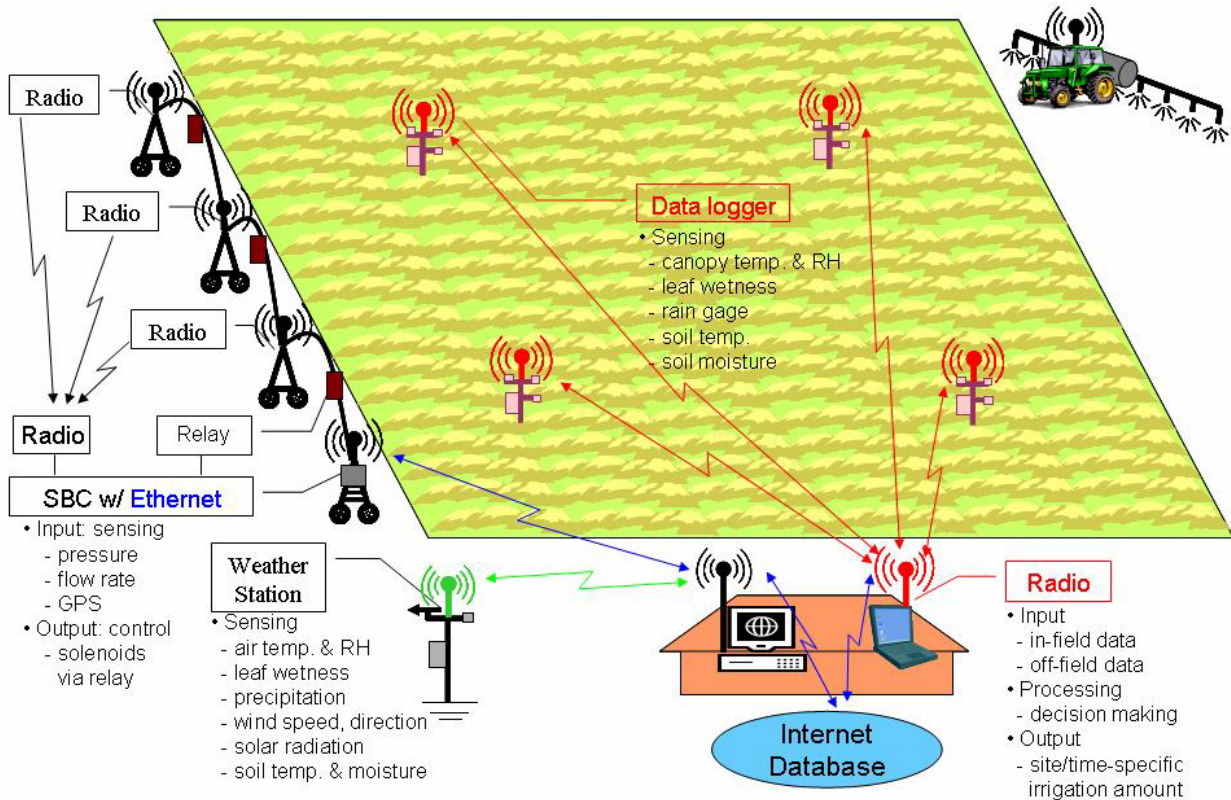 Radio
Radio
Radio
Radio
Relay
SBC w/ Ethernet
• Input: sensing
- pressure
- flow rate
- GPS
• Output: control
- solenoids
via relay
Data logger
• Sensing
- canopy temp. & RH
- leaf wetness
- rain gage
- soil temp.
- soil moisture
Weather
Station
• Sensing
- air temp. & RH
- leaf wetness
- precipitation
- wind speed, direction
- solar radiation
- soil temp. & moisture
Radio
• Input
- in-field data
- off-field data
• Processing
- decision making
• Output
- site/time-specific
irrigation amount
Internet
Database